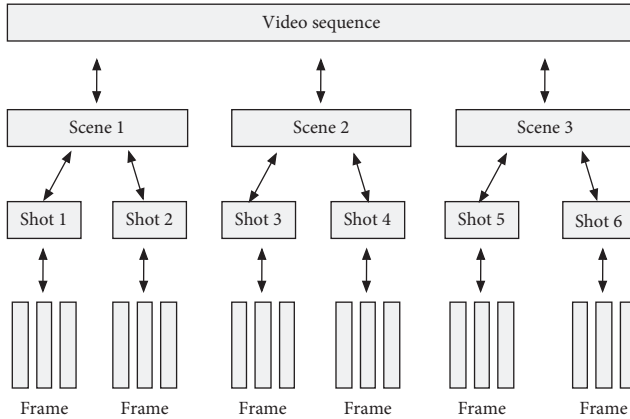 Video sequence
Scene 1
Scene 2
Scene 3
Shot 1
Shot 2
Shot 3
Shot 4
Shot 5
Shot 6
Frame
Frame
Frame
Frame
Frame
Frame